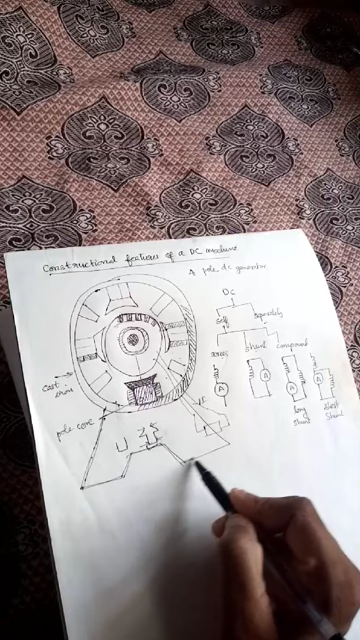 Constructional features of a DC machine
4 pole dc generator
DC
self
separately
series
shunt
compound
A
A
A
A
long
shunt
short
shunt
cast
iron
pole core